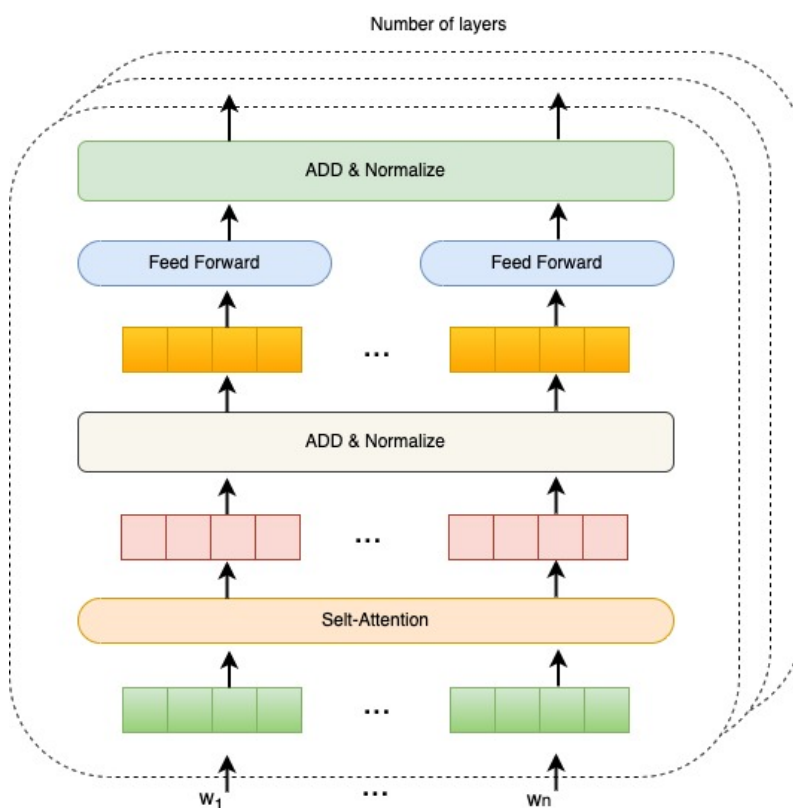 Number of layers
ADD & Normalize
Feed Forward Feed Forward
...
ADD & Normalize
...
Selt-Attention
...
w1 ... wn